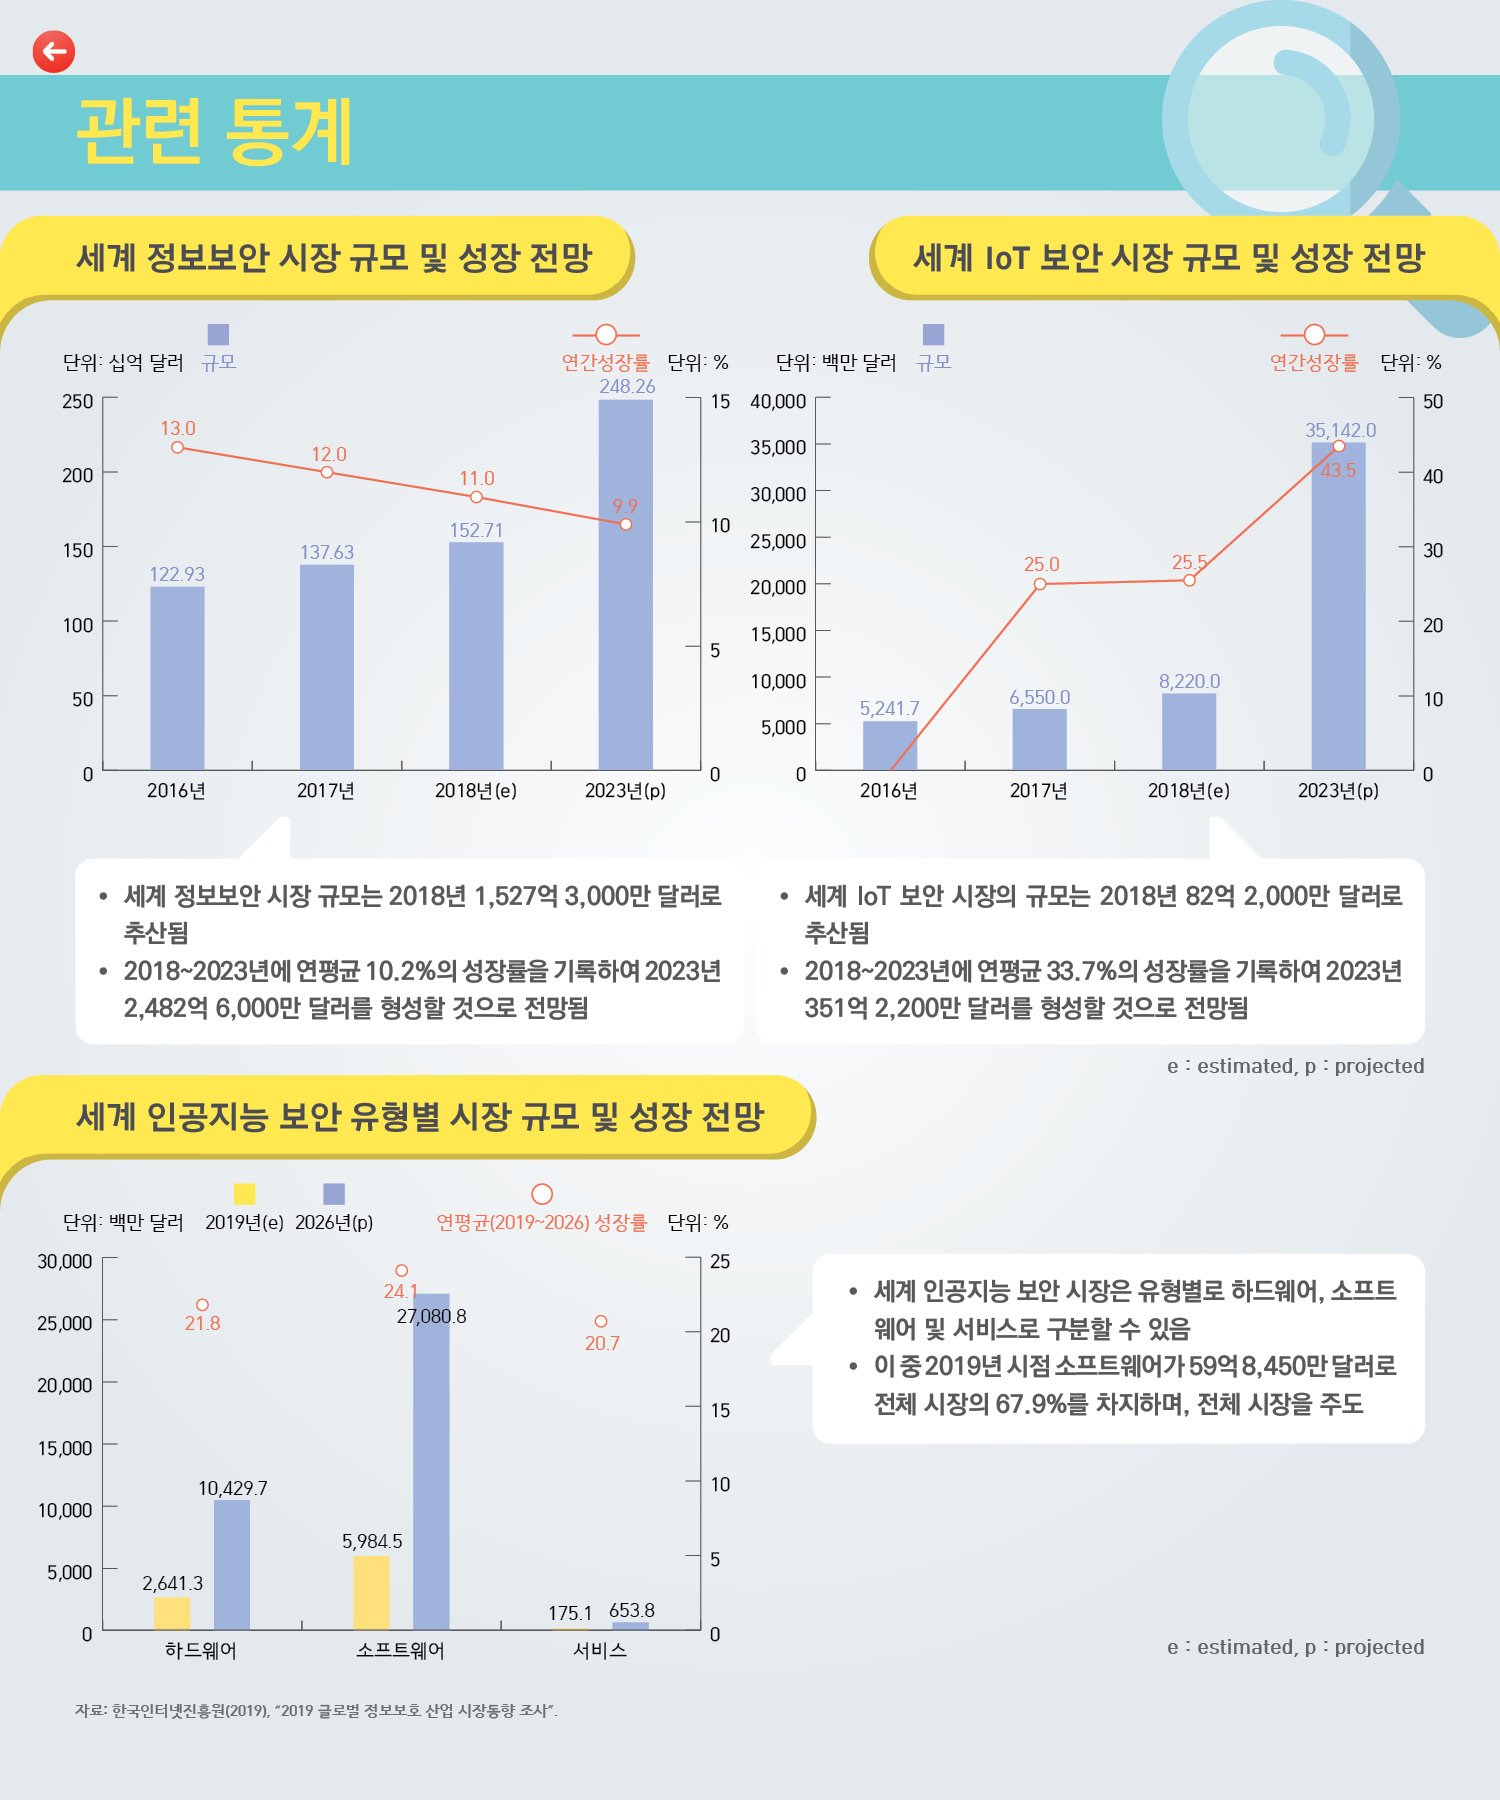 관련 통계
세계 정보보안 시장 규모 및 성장 전망
단위: 십억 달러
규모
연간성장률
단위: %
250
200
150
100
50
0
15
10
5
0
13.0
12.0
11.0
9.9
122.93
137.63
152.71
248.26
2016년
2017년
2018년(e)
2023년(p)
• 세계 정보보안 시장 규모는 2018년 1,527억 3,000만 달러로
추산됨
• 2018~2023년에 연평균 10.2%의 성장률을 기록하여 2023년
2,482억 6,000만 달러를 형성할 것으로 전망됨
세계 IoT 보안 시장 규모 및 성장 전망
단위: 백만 달러
규모
연간성장률
단위: %
40,000
35,000
30,000
25,000
20,000
15,000
10,000
5,000
0
50
40
30
20
10
0
25.0
25.5
43.5
5,241.7
6,550.0
8,220.0
35,142.0
2016년
2017년
2018년(e)
2023년(p)
• 세계 IoT 보안 시장의 규모는 2018년 82억 2,000만 달러로
추산됨
• 2018~2023년에 연평균 33.7%의 성장률을 기록하여 2023년
351억 2,200만 달러를 형성할 것으로 전망됨
e : estimated, p : projected
세계 인공지능 보안 유형별 시장 규모 및 성장 전망
단위: 백만 달러
2019년(e)
2026년(p)
연평균(2019~2026) 성장률
단위: %
30,000
25,000
20,000
15,000
10,000
5,000
0
25
20
15
10
5
0
21.8
24.1
20.7
2,641.3
10,429.7
5,984.5
27,080.8
175.1
653.8
하드웨어
소프트웨어
서비스
• 세계 인공지능 보안 시장은 유형별로 하드웨어, 소프트
웨어 및 서비스로 구분할 수 있음
• 이 중 2019년 시점 소프트웨어가 59억 8,450만 달러로
전체 시장의 67.9%를 차지하며, 전체 시장을 주도
e : estimated, p : projected
자료: 한국인터넷진흥원(2019), “2019 글로벌 정보보호 산업 시장동향 조사”.